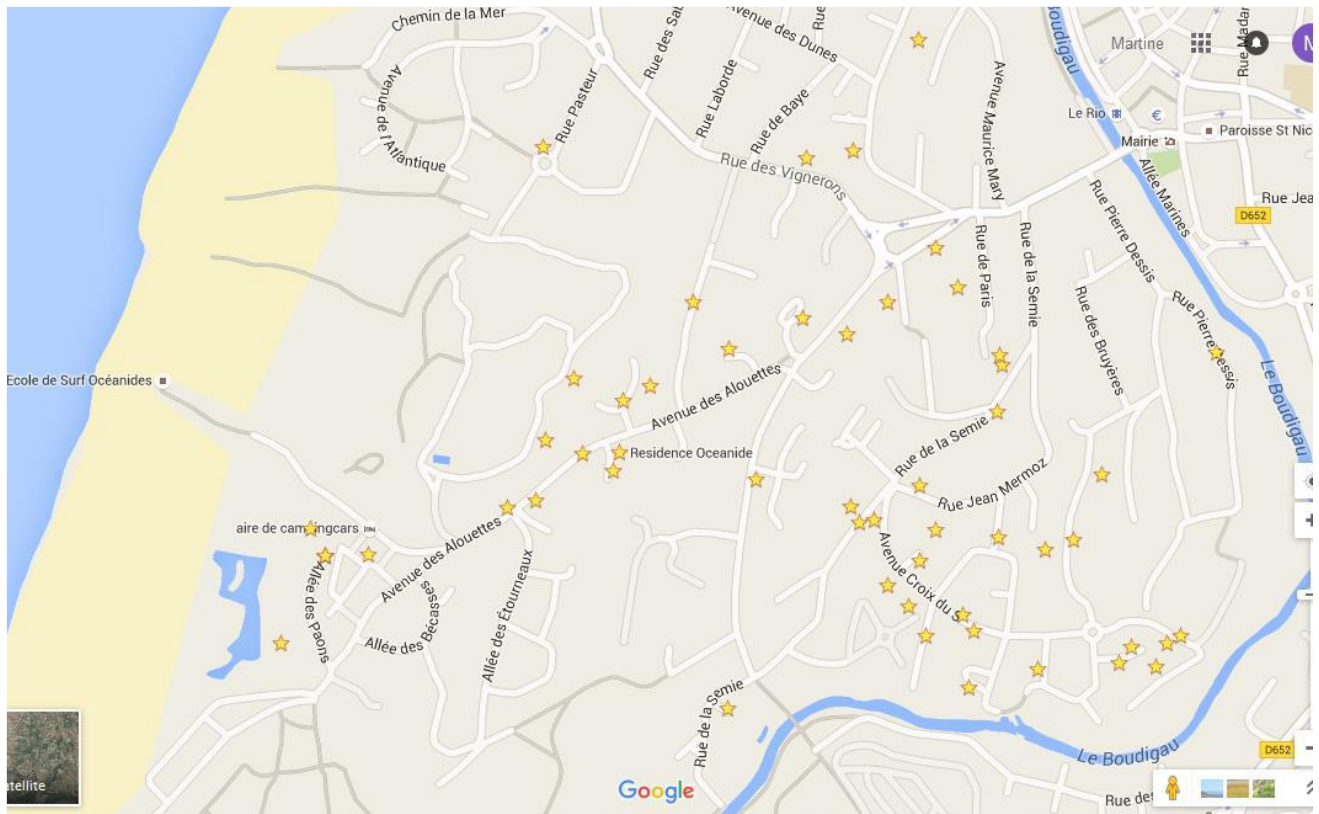 Chemin de la Mer
Avenue des Dunes
Rue Laborde
Rue de Baye
Rue Pasteur
Avenue de l'Atlantique
Rue des Vignerons
Avenue Maurice Mary
Boudigau
Martine
Le Rio
€
Mairie
Paroisse St Nic
Allée Marines
D652
Rue Jea
Rue Pierre Dessis
Rue Pierre Dessis
Rue de Paris
Rue de la Semie
Rue des Bruyères
Le Boudigau
Ecole de Surf Océanides
Avenue des Alouettes
Residence Oceanide
Rue de la Semie
Rue Jean Mermoz
aire de campingcars
Avenue des Alouettes
Allée des Paons
Allée des Bécasses
Allée des Étourneaux
Avenue Croix du S
Rue de la Semie
Le Boudigau
D652
Rue des
Google
tellite